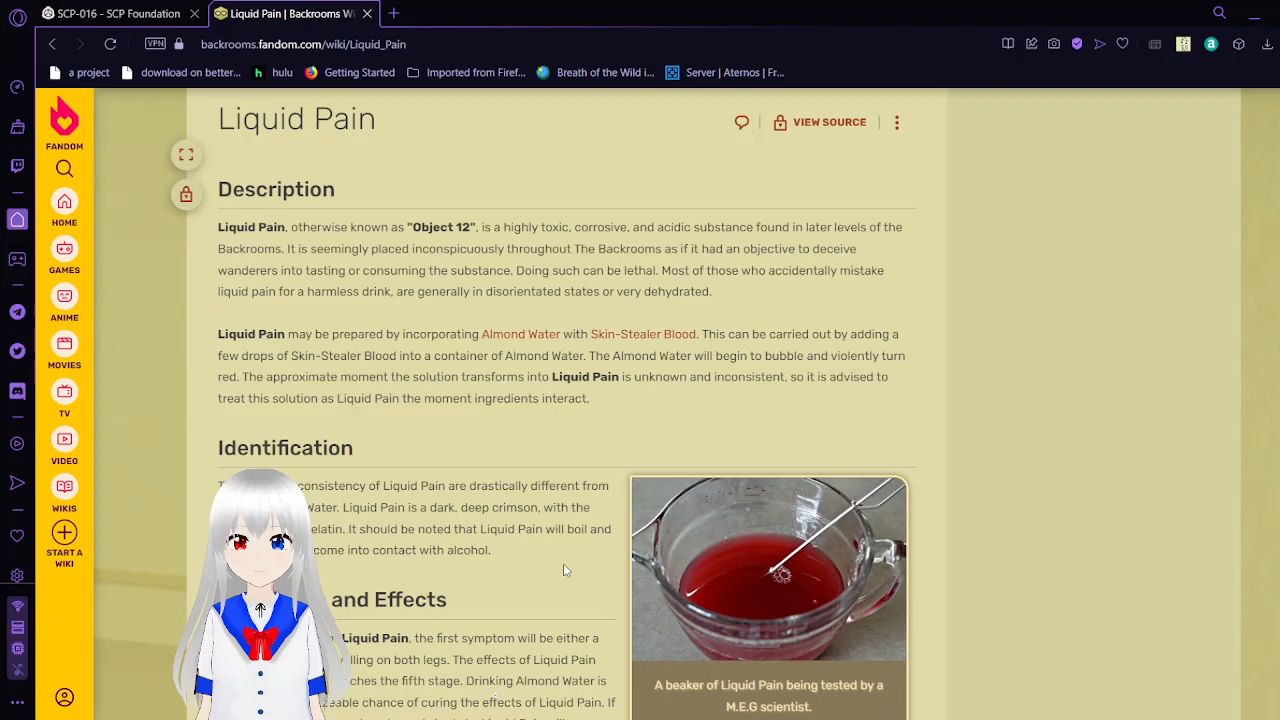 SCP-016 - SCP Foundation
Liquid Pain | Backrooms W
VPN
backrooms.fandom.com/wiki/Liquid_Pain
a project
download on better...
h hulu
Getting Started
Imported from Firef...
Breath of the Wild i...
Server | Aternos | Fr...
FANDOM
HOME
GAMES
ANIME
MOVIES
TV
VIDEO
WIKIS
START A
WIKI
Liquid Pain
VIEW SOURCE
Description
Liquid Pain, otherwise known as "Object 12", is a highly toxic, corrosive, and acidic substance found in later levels of the
Backrooms. It is seemingly placed inconspicuously throughout The Backrooms as if it had an objective to deceive
wanderers into tasting or consuming the substance. Doing such can be lethal. Most of those who accidentally mistake
liquid pain for a harmless drink, are generally in disorientated states or very dehydrated.
Liquid Pain may be prepared by incorporating Almond Water with Skin-Stealer Blood. This can be carried out by adding a
few drops of Skin-Stealer Blood into a container of Almond Water. The Almond Water will begin to bubble and violently turn
red. The approximate moment the solution transforms into Liquid Pain is unknown and inconsistent, so it is advised to
treat this solution as Liquid Pain the moment ingredients interact.
Identification
consistency of Liquid Pain are drastically different from
Water. Liquid Pain is a dark, deep crimson, with the
elatin. It should be noted that Liquid Pain will boil and
come into contact with alcohol.
and Effects
Liquid Pain, the first symptom will be either a
lling on both legs. The effects of Liquid Pain
ches the fifth stage. Drinking Almond Water is
eable chance of curing the effects of Liquid Pain. If
A beaker of Liquid Pain being tested by a
M.E.G scientist.